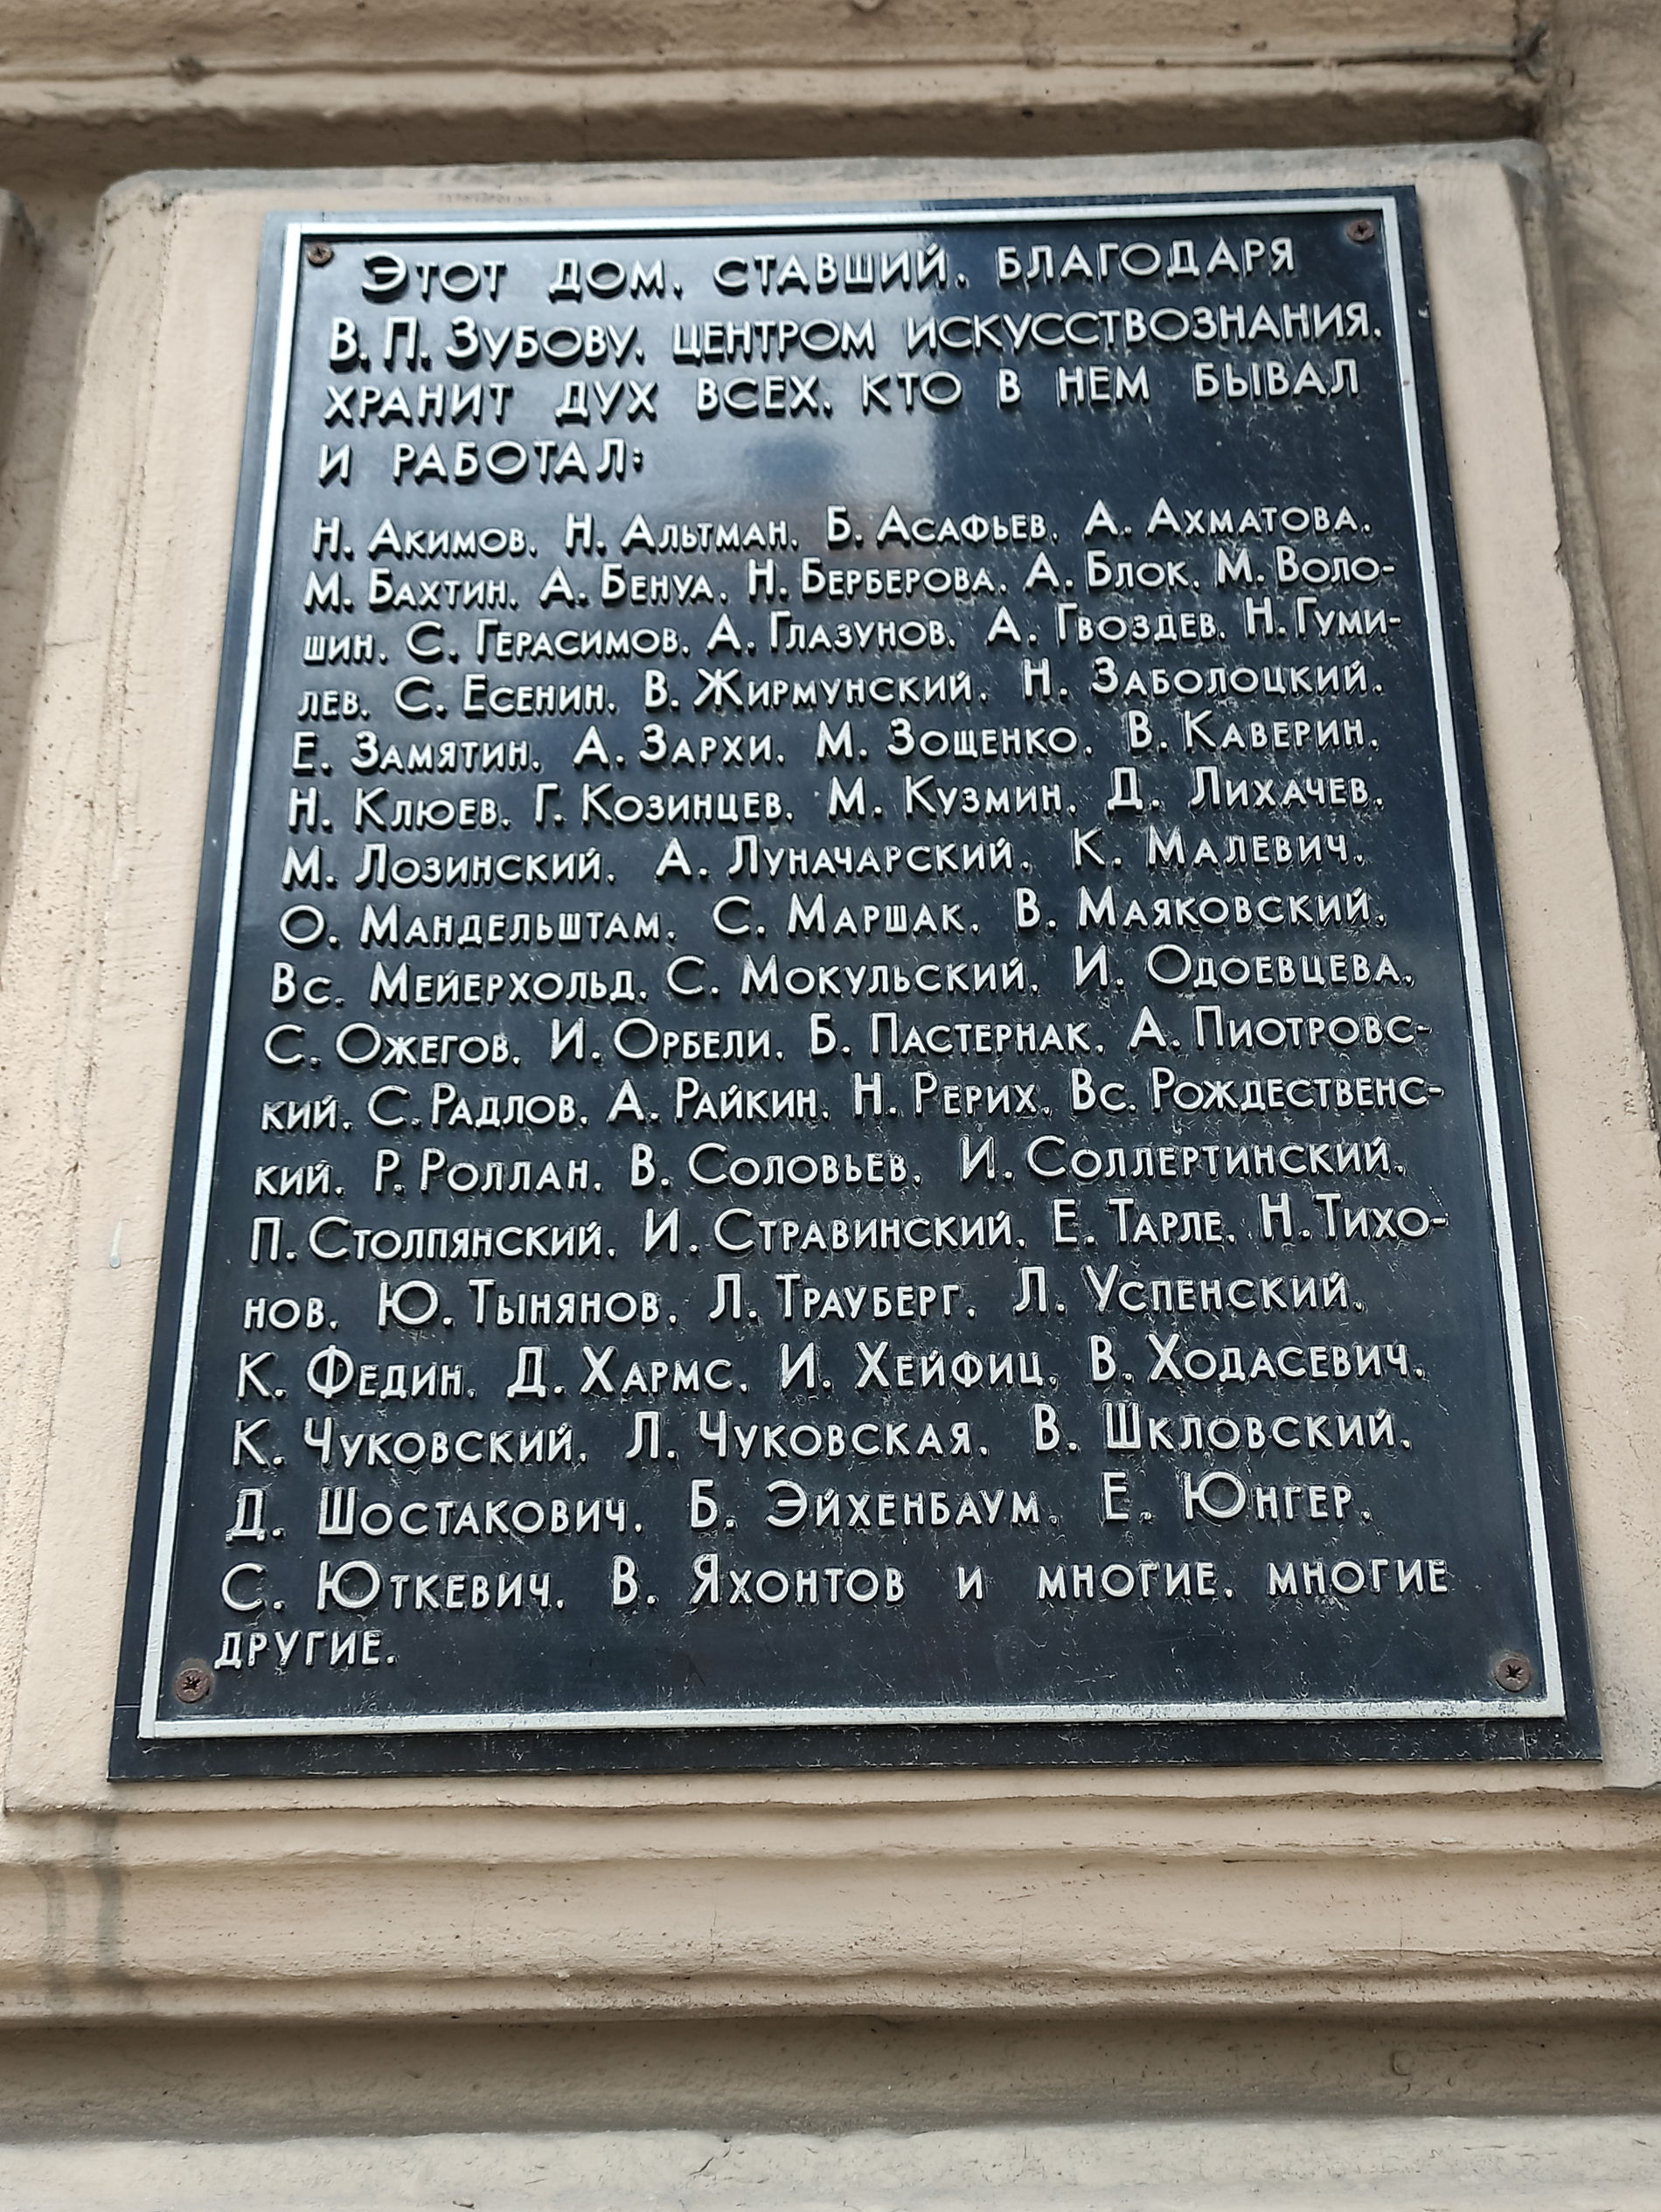 Этот дом, ставший, благодаря
В. П. Зубову, центром искусствознания,
хранит дух всех, кто в нем бывал
и работал:
Н. Акимов, Н. Альтман, Б. Асафьев, А. Ахматова,
М. Бахтин, А. Бенуа, Н. Берберова, А. Блок, М. Воло-
шин, С. Герасимов, А. Глазунов, А. Гвоздев, Н. Гуми-
лев, С. Есенин, В. Жирмунский, Н. Заболоцкий,
Е. Замятин, А. Зархи, М. Зощенко, В. Каверин,
Н. Клюев, Г. Козинцев, М. Кузмин, Д. Лихачев,
М. Лозинский, А. Луначарский, К. Малевич,
О. Мандельштам, С. Маршак, В. Маяковский,
Вс. Мейерхольд, С. Мокульский, И. Одоевцева,
С. Ожегов, И. Орбели, Б. Пастернак, А. Пиотровс-
кий, С. Радлов, А. Райкин, Н. Рерих, Вс. Рождественс-
кий, Р. Роллан, В. Соловьев, И. Соллертинский,
П. Столпянский, И. Стравинский, Е. Тарле, Н. Тихо-
нов, Ю. Тынянов, Л. Трауберг, Л. Успенский,
К. Федин, Д. Хармс, И. Хейфиц, В. Ходасевич,
К. Чуковский, Л. Чуковская, В. Шкловский,
Д. Шостакович, Б. Эйхенбаум, Е. Юнгер,
С. Юткевич, В. Яхонтов и многие, многие
другие.